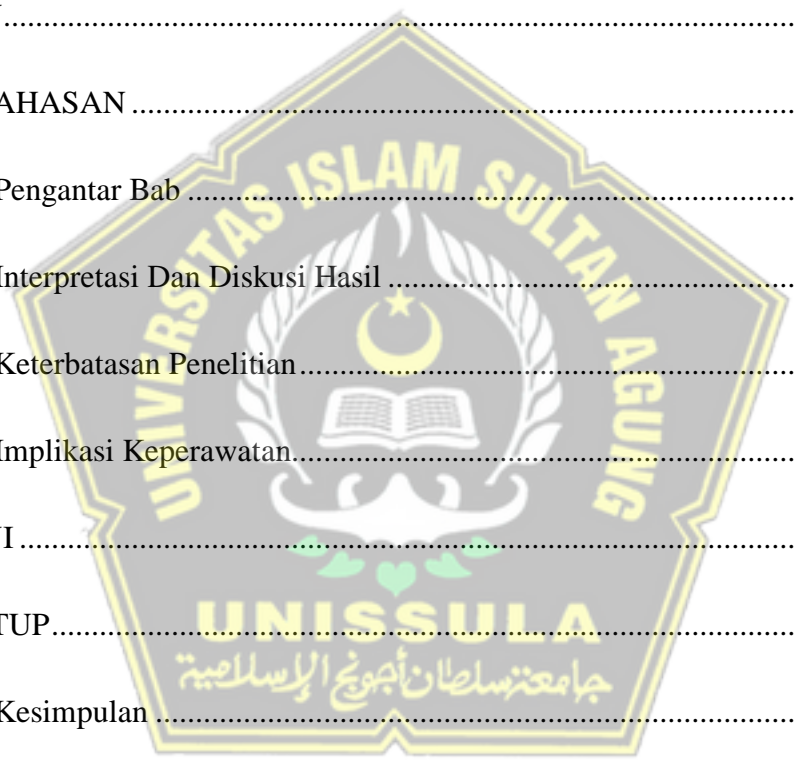 AHASAN
Pengantar Bab
Interpretasi Dan Diskusi Hasil
Keterbatasan Penelitian
Implikasi Keperawatan
I
TUP
Kesimpulan
UNIVERSITAS ISLAM SULTAN AGUNG
UNISSULA
جامعة سلطان أجونج الإسلامية